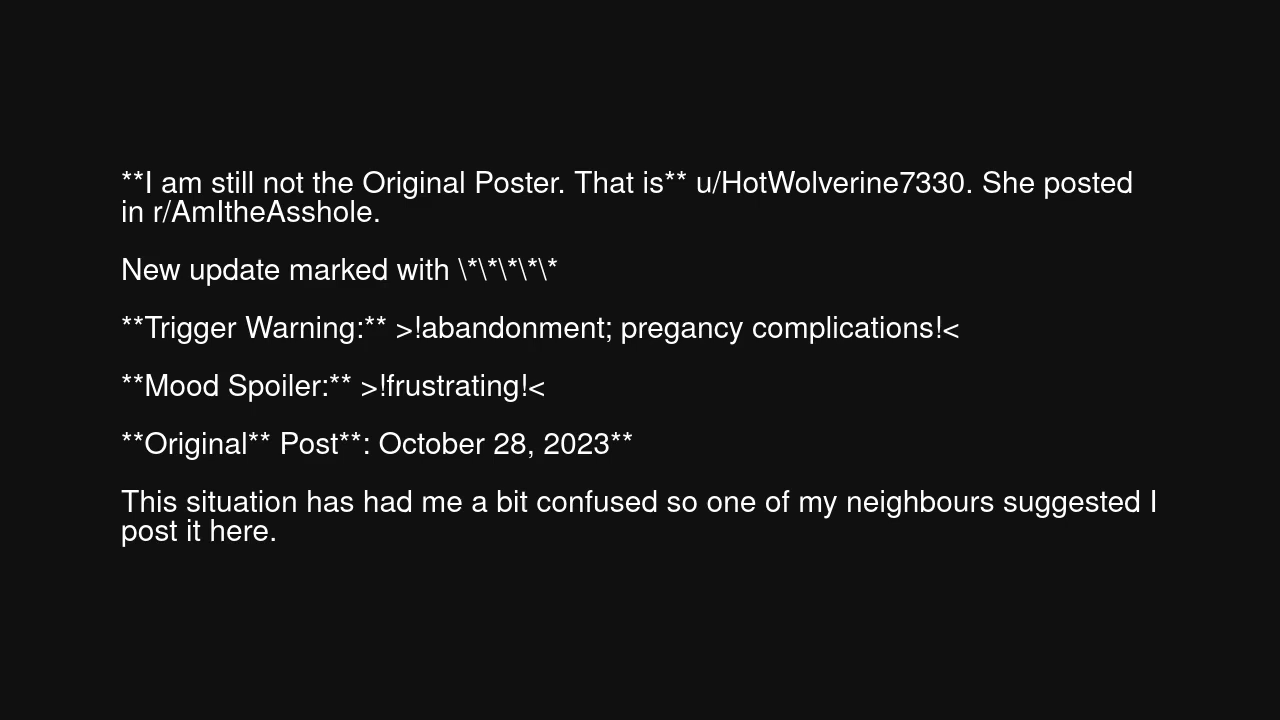 **I am still not the Original Poster. That is** u/HotWolverine7330. She posted
in r/AmItheAsshole.
New update marked with \*\*\*\*\*
**Trigger Warning:** >!abandonment; pregancy complications!<
**Mood Spoiler:** >!frustrating!<
**Original** Post**: October 28, 2023**
This situation has had me a bit confused so one of my neighbours suggested I
post it here.